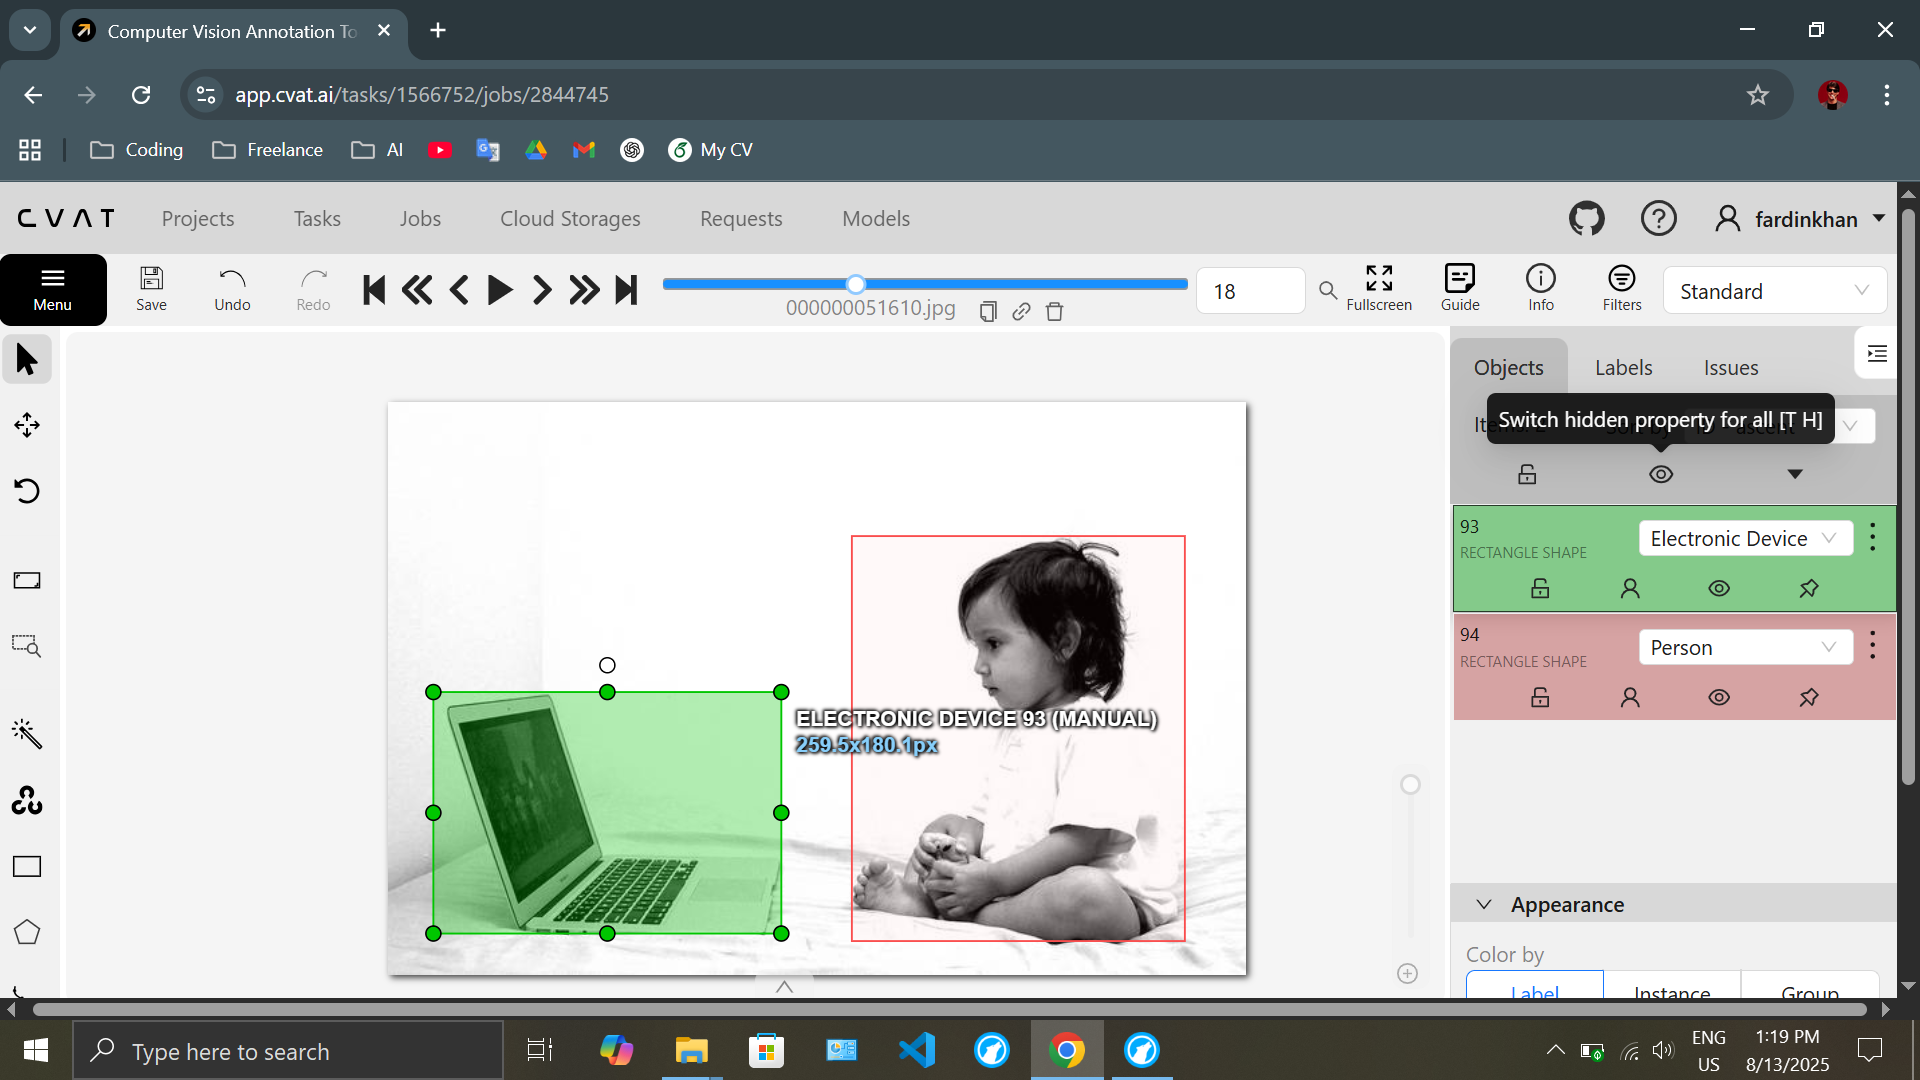 Computer Vision Annotation To
app.cvat.ai/tasks/1566752/jobs/2844745
Coding
Freelance
AI
My CV
CVAT
Projects
Tasks
Jobs
Cloud Storages
Requests
Models
fardinkhan
Menu
Save
Undo
Redo
000000051610.jpg
18
Fullscreen
Guide
Info
Filters
Standard
Objects
Labels
Issues
Switch hidden property for all [T H]
93
RECTANGLE SHAPE
Electronic Device
94
RECTANGLE SHAPE
Person
ELECTRONIC DEVICE 93 (MANUAL)
259.5x180.1px
Appearance
Color by
Label
Instance
Group
Type here to search
ENG
US
1:19 PM
8/13/2025